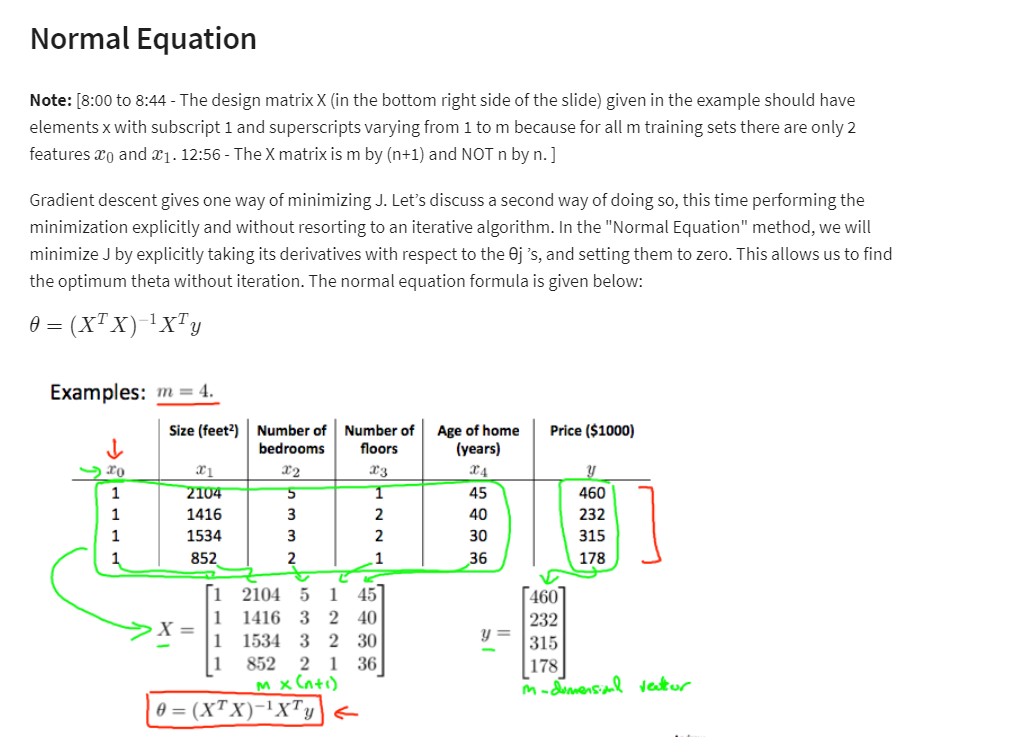 Normal Equation
Note: [8:00 to 8:44 - The design matrix X (in the bottom right side of the slide) given in the example should have
elements x with subscript 1 and superscripts varying from 1 to m because for all m training sets there are only 2
features x₀ and x₁. 12:56 - The X matrix is m by (n+1) and NOT n by n. ]
Gradient descent gives one way of minimizing J. Let’s discuss a second way of doing so, this time performing the
minimization explicitly and without resorting to an iterative algorithm. In the "Normal Equation" method, we will
minimize J by explicitly taking its derivatives with respect to the θj ’s, and setting them to zero. This allows us to find
the optimum theta without iteration. The normal equation formula is given below:
θ = (XᵀX)⁻¹Xᵀy
Examples: m = 4.
Size (feet²) Number of bedrooms Number of floors Age of home (years) Price ($1000)
x₀ x₁ x₂ x₃ x₄ y
1 2104 5 1 45 460
1 1416 3 2 40 232
1 1534 3 2 30 315
1 852 2 1 36 178
X =
1 2104 5 1 45
1 1416 3 2 40
1 1534 3 2 30
1 852 2 1 36
m x (n+1)
y =
460
232
315
178
m-dimensional vector
θ = (XᵀX)⁻¹Xᵀy